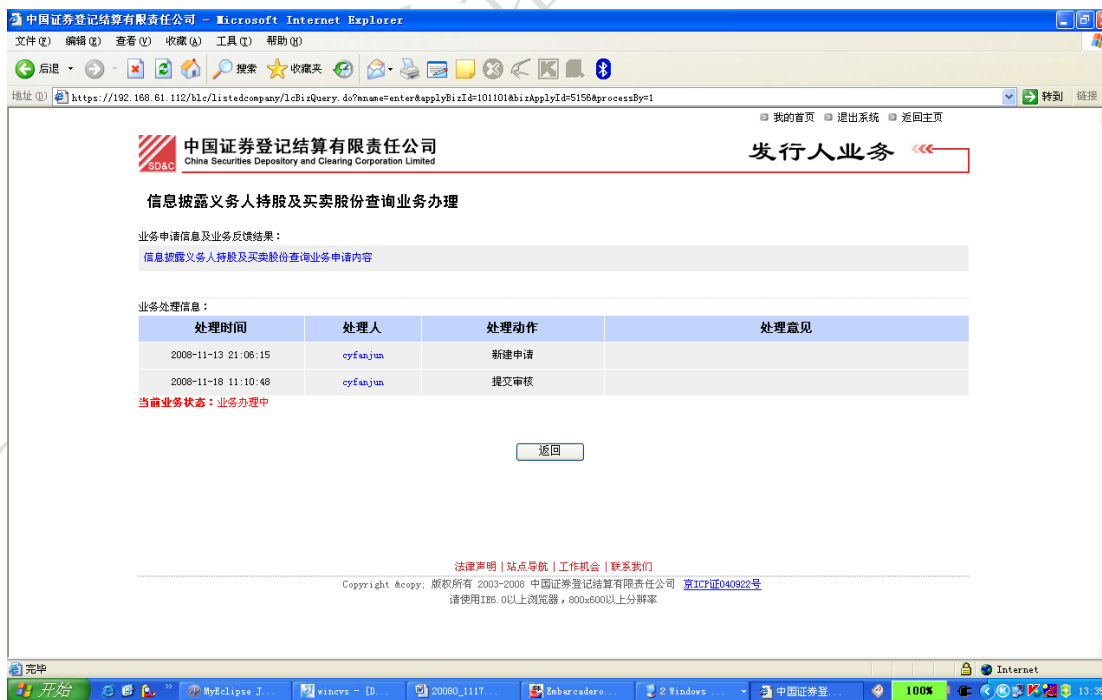 中国证券登记结算有限责任公司 - Microsoft Internet Explorer
文件(F) 编辑(E) 查看(V) 收藏(A) 工具(T) 帮助(H)
后退 搜索 收藏夹
地址(D) https://192.168.61.112/blc/listedcompany/lcBizQuery.do?mname=enter&applyBizId=101101&bizApplyId=5156&processBy=1 转到 链接
我的首页 退出系统 返回主页
SD&C 中国证券登记结算有限责任公司
China Securities Depository and Clearing Corporation Limited
发行人业务
信息披露义务人持股及买卖股份查询业务办理
业务申请信息及业务反馈结果：
信息披露义务人持股及买卖股份查询业务申请内容
业务处理信息：
处理时间 处理人 处理动作 处理意见
2008-11-13 21:06:15 cyfanjun 新建申请
2008-11-18 11:10:48 cyfanjun 提交审核
当前业务状态：业务办理中
返回
法律声明 | 站点导航 | 工作机会 | 联系我们
Copyright &copy; 版权所有 2003-2008 中国证券登记结算有限责任公司 京ICP证040922号
请使用IE6.0以上浏览器，800x600以上分辨率
完毕 Internet
开始 MyEclipse J... wincvs - [D... 20080_1117... Embarcadero... 2 Windows ... 中国证券登... 100%